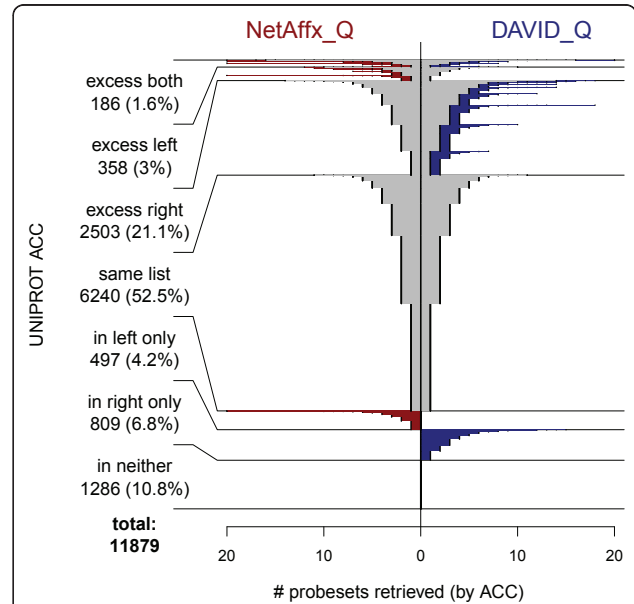 NetAffx_Q DAVID_Q
excess both
186 (1.6%)
excess left
358 (3%)
excess right
2503 (21.1%)
same list
6240 (52.5%)
in left only
497 (4.2%)
in right only
809 (6.8%)
in neither
1286 (10.8%)
total:
11879
UNIPROT ACC
20 10 0 10 20
# probesets retrieved (by ACC)